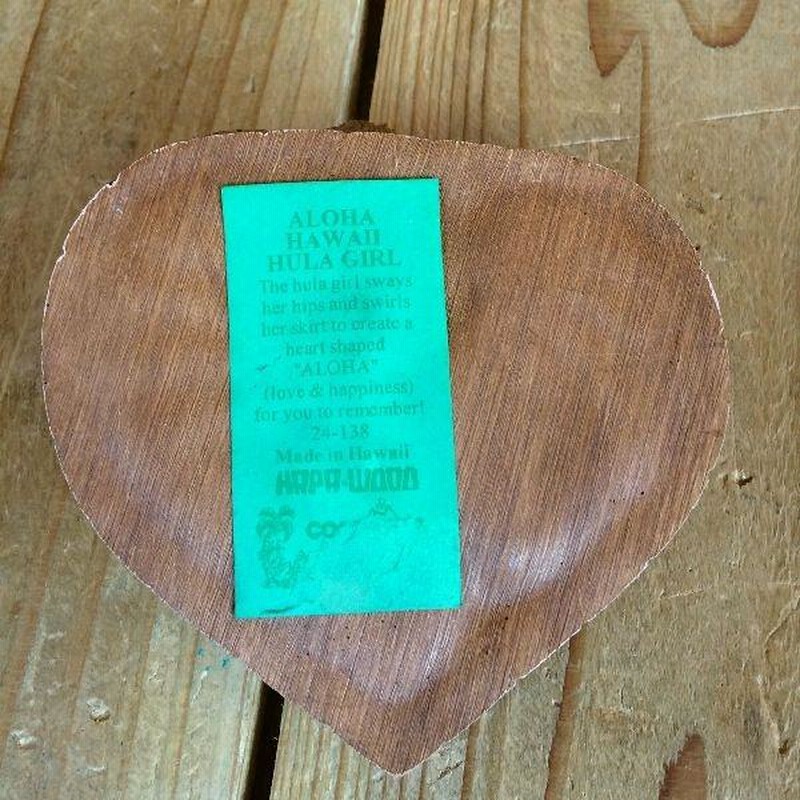 ALOHA
HAWAII
HULA GIRL
The hula girl sways
her hips and swirls
her skirt to create a
heart shaped
"ALOHA"
(love & happiness)
for you to remember!
24-138
Made in Hawaii
HAPA-WOOD